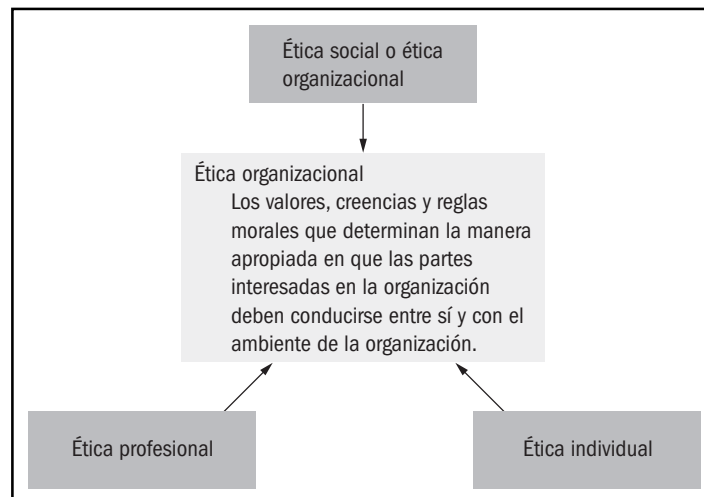 Ética social o ética
organizacional
Ética organizacional
Los valores, creencias y reglas
morales que determinan la manera
apropiada en que las partes
interesadas en la organización
deben conducirse entre sí y con el
ambiente de la organización.
Ética profesional
Ética individual